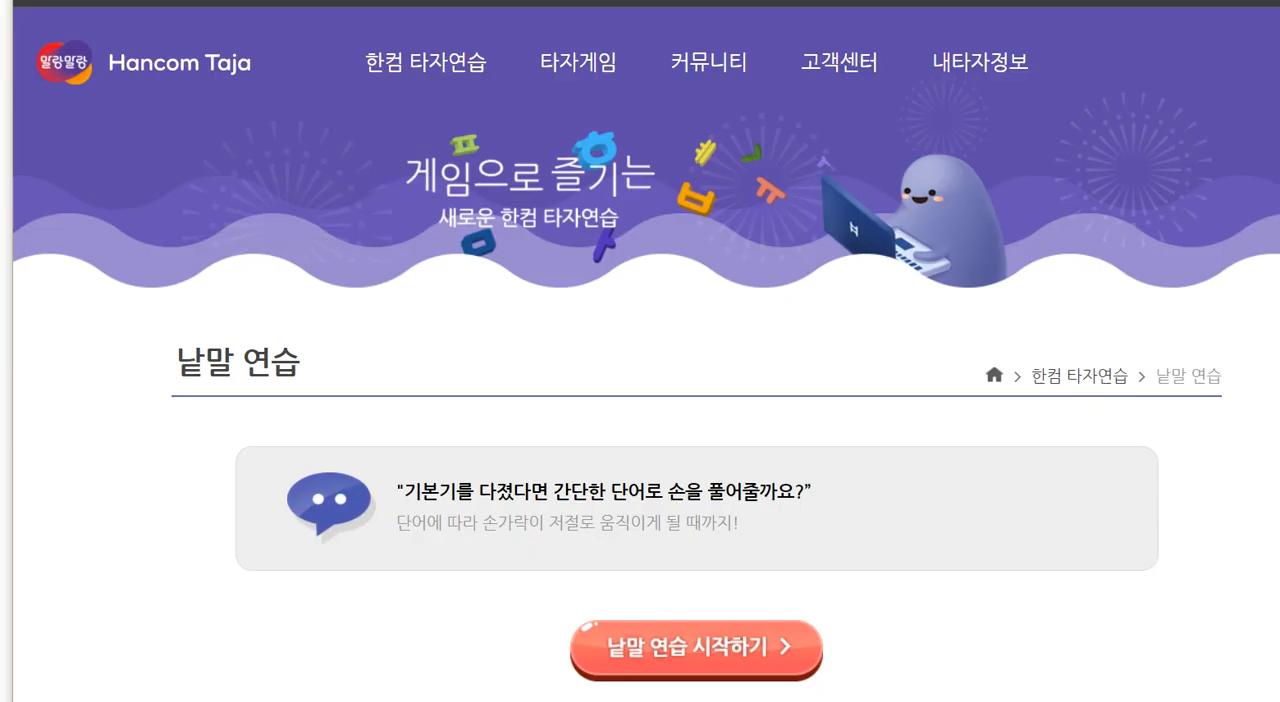 말랑말랑 Hancom Taja 한컴 타자연습 타자게임 커뮤니티 고객센터 내타자정보
게임으로 즐기는
새로운 한컴 타자연습
낱말 연습
한컴 타자연습 > 낱말 연습
"기본기를 다졌다면 간단한 단어로 손을 풀어줄까요?”
단어에 따라 손가락이 저절로 움직이게 될 때까지!
낱말 연습 시작하기 >